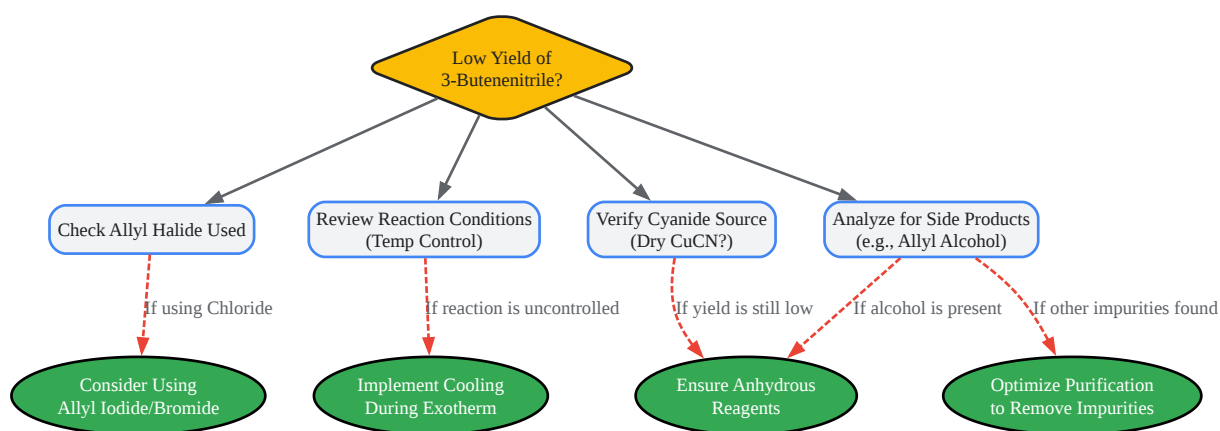 Low Yield of
3-Butenenitrile?
Check Allyl Halide Used
Review Reaction Conditions
(Temp Control)
Verify Cyanide Source
(Dry CuCN?)
Analyze for Side Products
(e.g., Allyl Alcohol)
If using Chloride
If reaction is uncontrolled
If yield is still low
If alcohol is present
If other impurities found
Consider Using
Allyl Iodide/Bromide
Implement Cooling
During Exotherm
Ensure Anhydrous
Reagents
Optimize Purification
to Remove Impurities